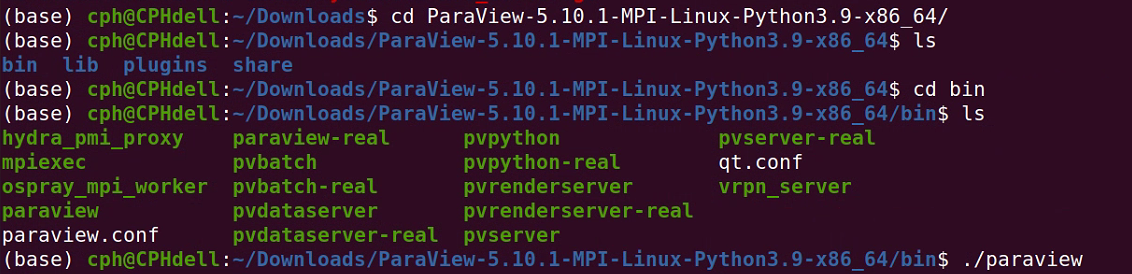 (base) cph@CPHdell:~/Downloads$ cd ParaView-5.10.1-MPI-Linux-Python3.9-x86_64/
(base) cph@CPHdell:~/Downloads/ParaView-5.10.1-MPI-Linux-Python3.9-x86_64$ ls
bin lib plugins share
(base) cph@CPHdell:~/Downloads/ParaView-5.10.1-MPI-Linux-Python3.9-x86_64$ cd bin
(base) cph@CPHdell:~/Downloads/ParaView-5.10.1-MPI-Linux-Python3.9-x86_64/bin$ ls
hydra_pmi_proxy paraview-real pvpython pvserver-real
mpiexec pvbatch pvpython-real qt.conf
ospray_mpi_worker pvbatch-real pvrenderserver vrpn_server
paraview pvdataserver pvrenderserver-real
paraview.conf pvdataserver-real pvserver
(base) cph@CPHdell:~/Downloads/ParaView-5.10.1-MPI-Linux-Python3.9-x86_64/bin$ ./paraview